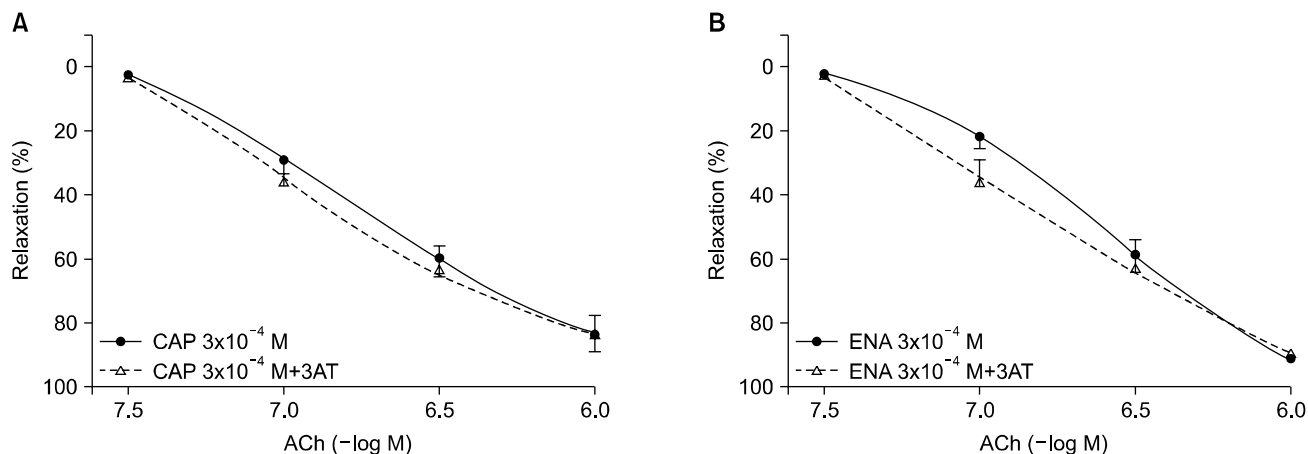 A
0
20
40
60
80
100
Relaxation (%)
CAP 3x10⁻⁴ M
CAP 3x10⁻⁴ M+3AT
7.5 7.0 6.5 6.0
ACh (−log M)
B
0
20
40
60
80
100
Relaxation (%)
ENA 3x10⁻⁴ M
ENA 3x10⁻⁴ M+3AT
7.5 7.0 6.5 6.0
ACh (−log M)